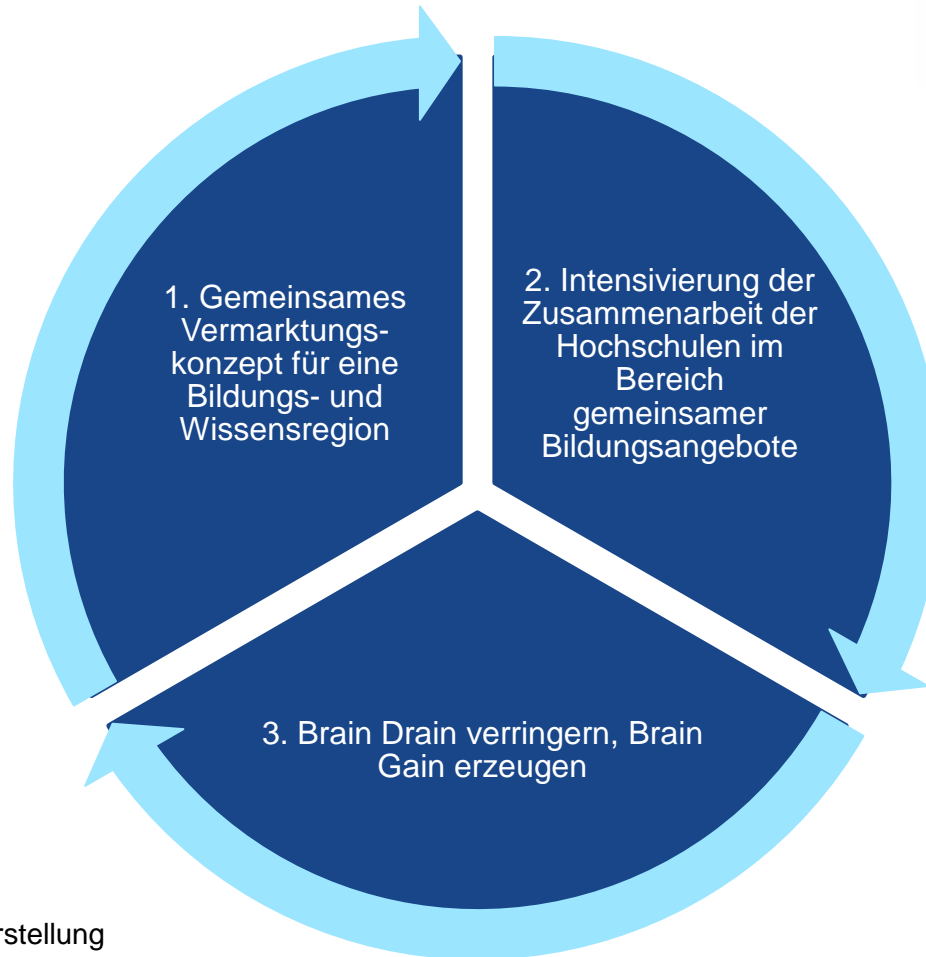 1. Gemeinsames
Vermarktungs-
konzept für eine
Bildungs- und
Wissensregion
2. Intensivierung der
Zusammenarbeit der
Hochschulen im
Bereich
gemeinsamer
Bildungsangebote
3. Brain Drain verringern, Brain
Gain erzeugen
rstellung